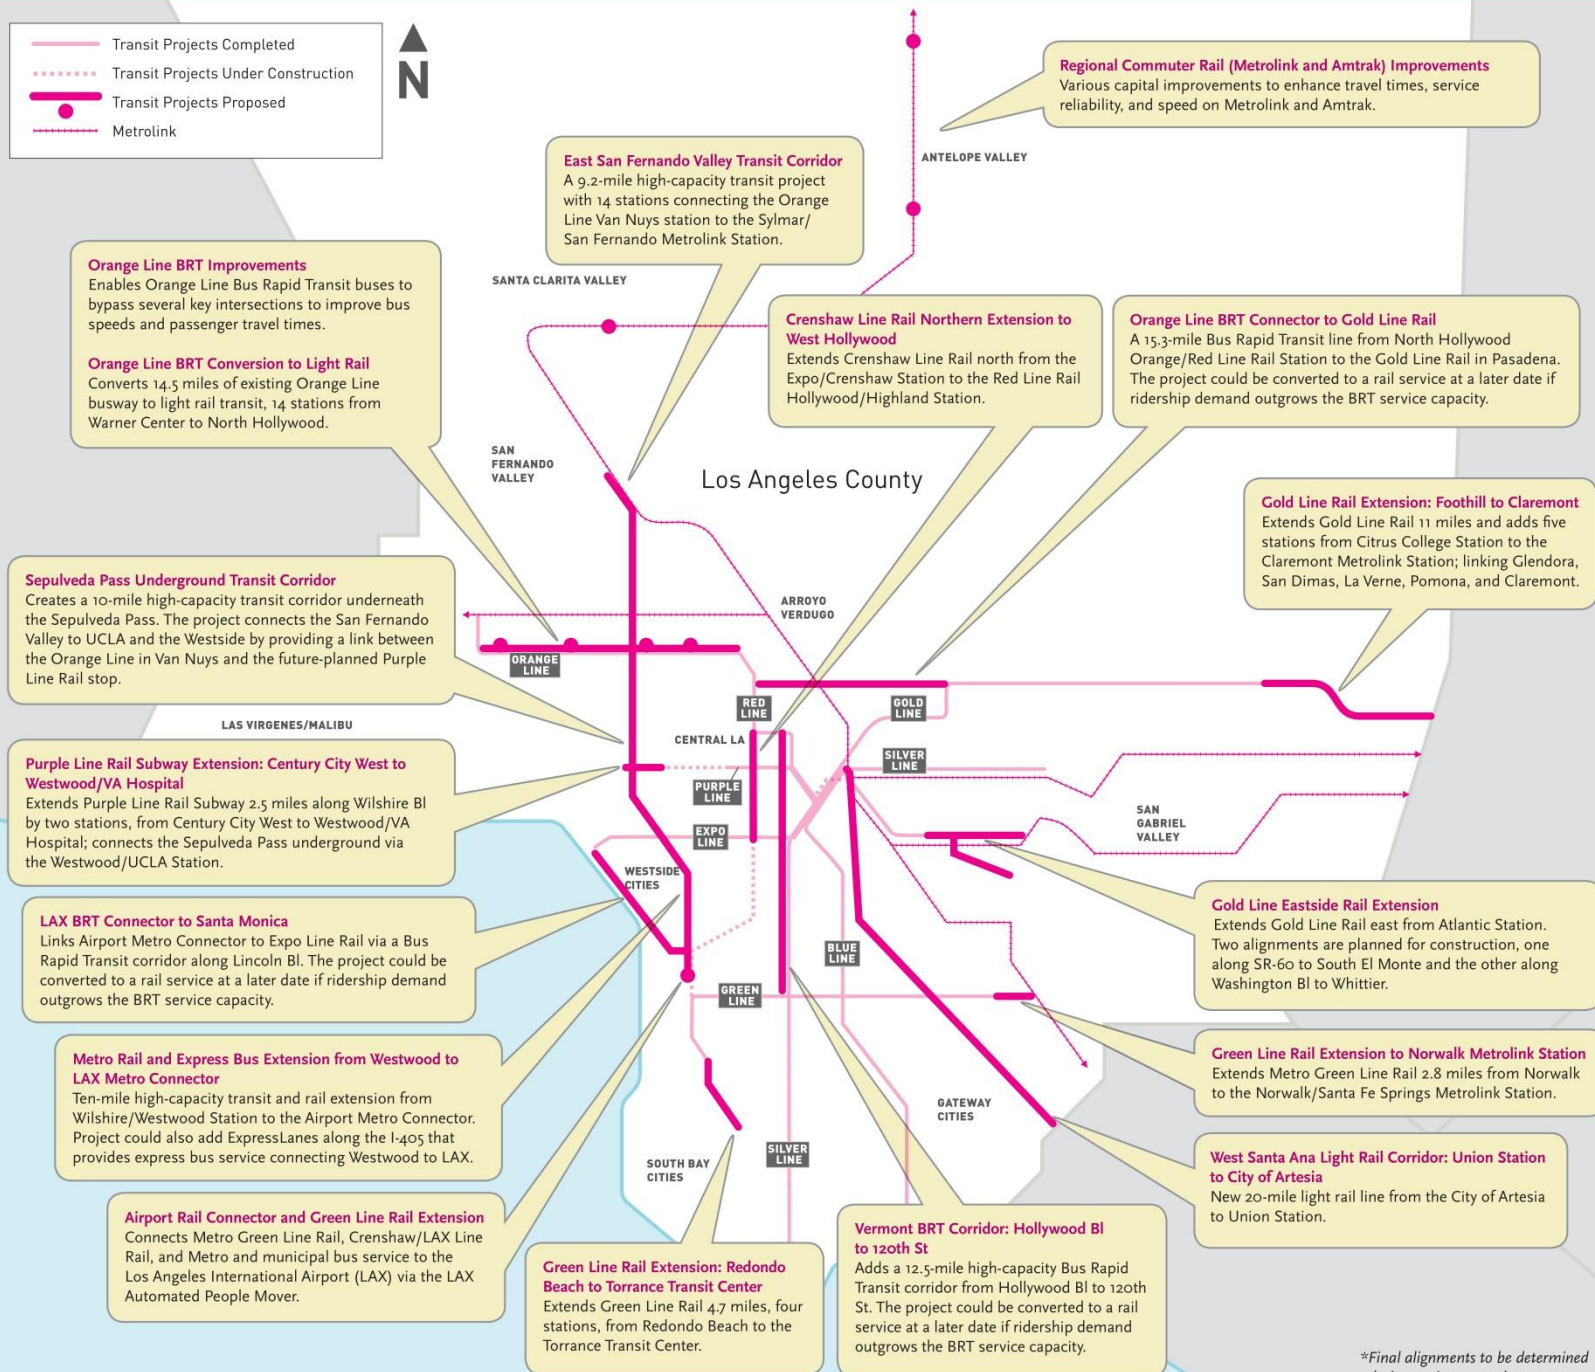 Transit Projects Completed
Transit Projects Under Construction
Transit Projects Proposed
Metrolink
N
Regional Commuter Rail (Metrolink and Amtrak) Improvements
Various capital improvements to enhance travel times, service
reliability, and speed on Metrolink and Amtrak.
ANTELOPE VALLEY
East San Fernando Valley Transit Corridor
A 9.2-mile high-capacity transit project
with 14 stations connecting the Orange
Line Van Nuys station to the Sylmar/
San Fernando Metrolink Station.
SANTA CLARITA VALLEY
Orange Line BRT Improvements
Enables Orange Line Bus Rapid Transit buses to
bypass several key intersections to improve bus
speeds and passenger travel times.
Orange Line BRT Conversion to Light Rail
Converts 14.5 miles of existing Orange Line
busway to light rail transit, 14 stations from
Warner Center to North Hollywood.
Crenshaw Line Rail Northern Extension to
West Hollywood
Extends Crenshaw Line Rail north from the
Expo/Crenshaw Station to the Red Line Rail
Hollywood/Highland Station.
Orange Line BRT Connector to Gold Line Rail
A 15.3-mile Bus Rapid Transit line from North Hollywood
Orange/Red Line Rail Station to the Gold Line Rail in Pasadena.
The project could be converted to a rail service at a later date if
ridership demand outgrows the BRT service capacity.
SAN
FERNANDO
VALLEY
Los Angeles County
Gold Line Rail Extension: Foothill to Claremont
Extends Gold Line Rail 11 miles and adds five
stations from Citrus College Station to the
Claremont Metrolink Station; linking Glendora,
San Dimas, La Verne, Pomona, and Claremont.
Sepulveda Pass Underground Transit Corridor
Creates a 10-mile high-capacity transit corridor underneath
the Sepulveda Pass. The project connects the San Fernando
Valley to UCLA and the Westside by providing a link between
the Orange Line in Van Nuys and the future-planned Purple
Line Rail stop.
ARROYO
VERDUGO
ORANGE
LINE
RED
LINE
GOLD
LINE
LAS VIRGENES/MALIBU
CENTRAL LA
SILVER
LINE
PURPLE
LINE
Purple Line Rail Subway Extension: Century City West to
Westwood/VA Hospital
Extends Purple Line Rail Subway 2.5 miles along Wilshire Bl
by two stations, from Century City West to Westwood/VA
Hospital; connects the Sepulveda Pass underground via
the Westwood/UCLA Station.
EXPO
LINE
SAN
GABRIEL
VALLEY
WESTSIDE
CITIES
LAX BRT Connector to Santa Monica
Links Airport Metro Connector to Expo Line Rail via a Bus
Rapid Transit corridor along Lincoln Bl. The project could be
converted to a rail service at a later date if ridership demand
outgrows the BRT service capacity.
Gold Line Eastside Rail Extension
Extends Gold Line Rail east from Atlantic Station.
Two alignments are planned for construction, one
along SR-60 to South El Monte and the other along
Washington Bl to Whittier.
BLUE
LINE
GREEN
LINE
Metro Rail and Express Bus Extension from Westwood to
LAX Metro Connector
Ten-mile high-capacity transit and rail extension from
Wilshire/Westwood Station to the Airport Metro Connector.
Project could also add ExpressLanes along the I-405 that
provides express bus service connecting Westwood to LAX.
Green Line Rail Extension to Norwalk Metrolink Station
Extends Metro Green Line Rail 2.8 miles from Norwalk
to the Norwalk/Santa Fe Springs Metrolink Station.
GATEWAY
CITIES
SILVER
LINE
SOUTH BAY
CITIES
West Santa Ana Light Rail Corridor: Union Station
to City of Artesia
New 20-mile light rail line from the City of Artesia
to Union Station.
Airport Rail Connector and Green Line Rail Extension
Connects Metro Green Line Rail, Crenshaw/LAX Line
Rail, and Metro and municipal bus service to the
Los Angeles International Airport (LAX) via the LAX
Automated People Mover.
Green Line Rail Extension: Redondo
Beach to Torrance Transit Center
Extends Green Line Rail 4.7 miles, four
stations, from Redondo Beach to the
Torrance Transit Center.
Vermont BRT Corridor: Hollywood Bl
to 120th St
Adds a 12.5-mile high-capacity Bus Rapid
Transit corridor from Hollywood Bl to 120th
St. The project could be converted to a rail
service at a later date if ridership demand
outgrows the BRT service capacity.
*Final alignments to be determined